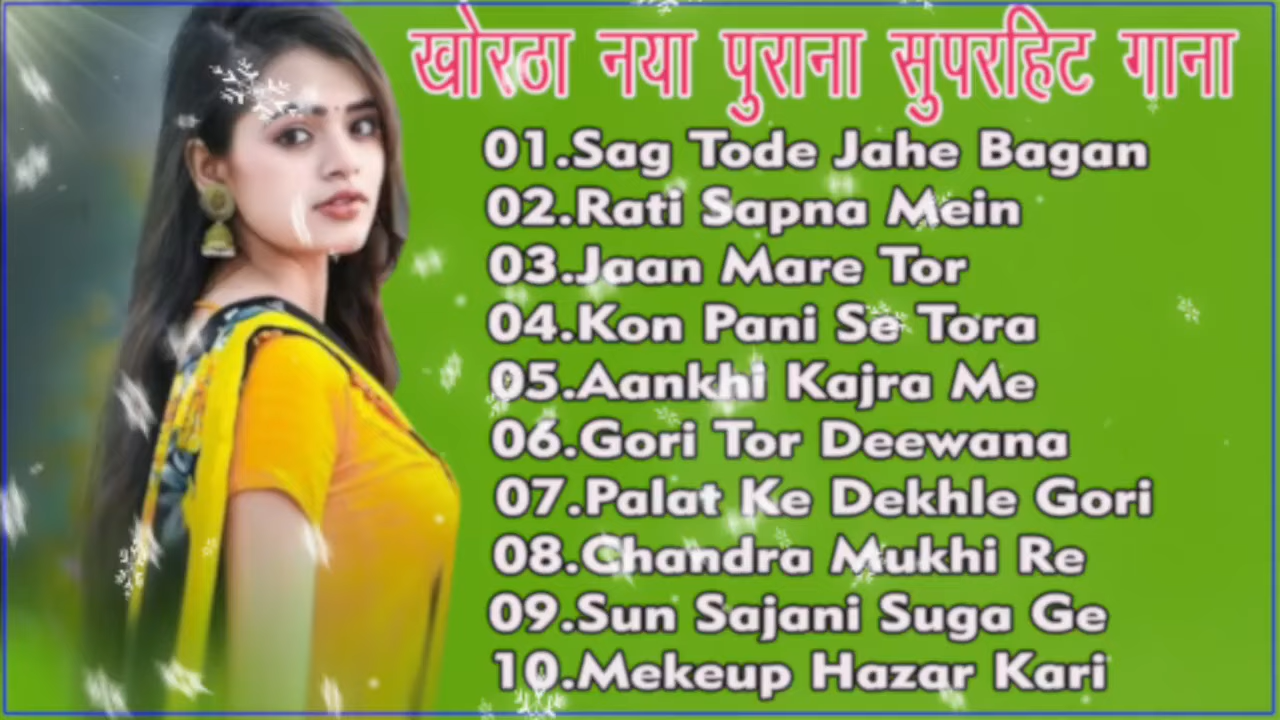 खोरठा नया पुराना सुपरहिट गाना
01.Sag Tode Jahe Bagan
02.Rati Sapna Mein
03.Jaan Mare Tor
04.Kon Pani Se Tora
05.Aankhi Kajra Me
06.Gori Tor Deewana
07.Palat Ke Dekhle Gori
08.Chandra Mukhi Re
09.Sun Sajani Suga Ge
10.Mekeup Hazar Kari